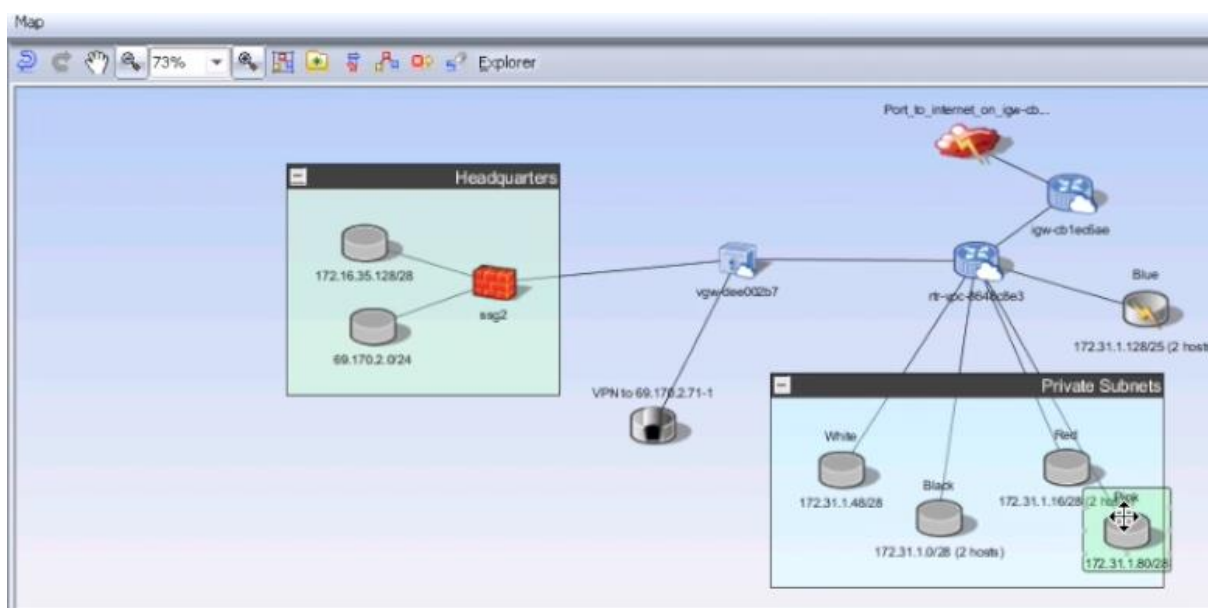 Map
73%
Explorer
Port_to_internet_on_igw-cb...
Headquarters
igw-cb1ed5ae
172.16.35.128/28
ssg2
69.170.2.0/24
vgw-dee002b7
Blue
172.31.1.128/25 (2 hosts
VPN to 69.170.2.71-1
Private Subnets
White
172.31.1.48/28
Black
172.31.1.0/28 (2 hosts)
Red
172.31.1.16/28 (2
172.31.1.80/28